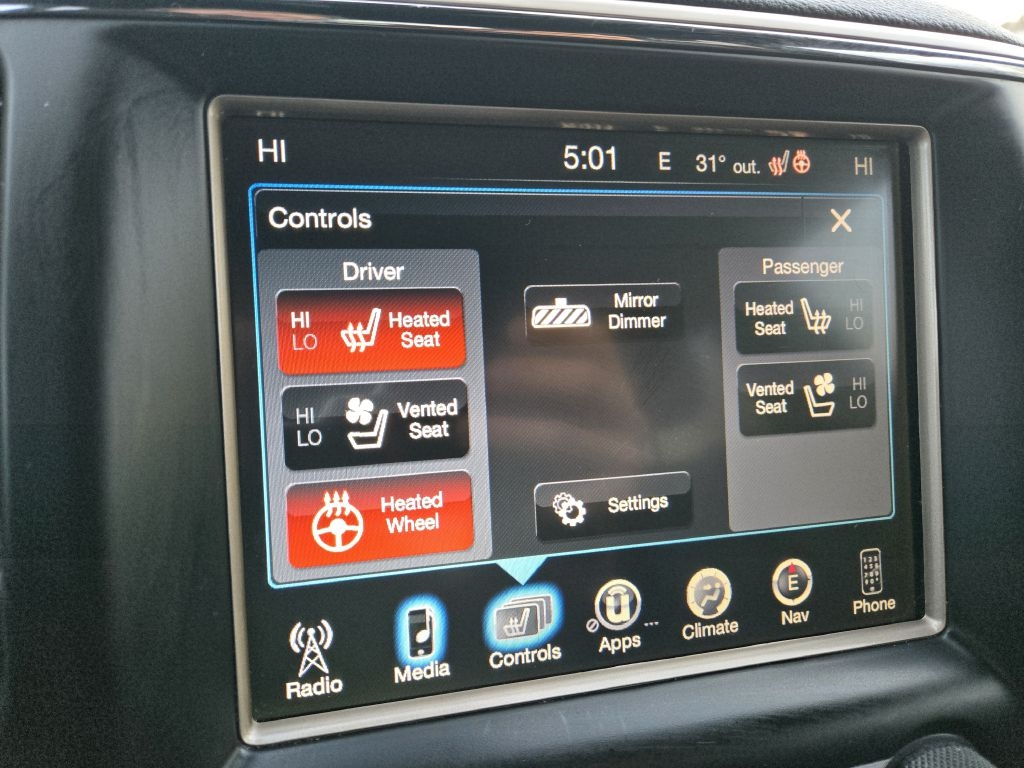 HI 5:01 E 31° out. HI
Controls X
Driver
HI
LO
Heated
Seat
HI
LO
Vented
Seat
Heated
Wheel
Mirror
Dimmer
Settings
Passenger
Heated
Seat
HI
LO
Vented
Seat
HI
LO
Radio
Media
Controls
Apps
Climate
E
Nav
Phone